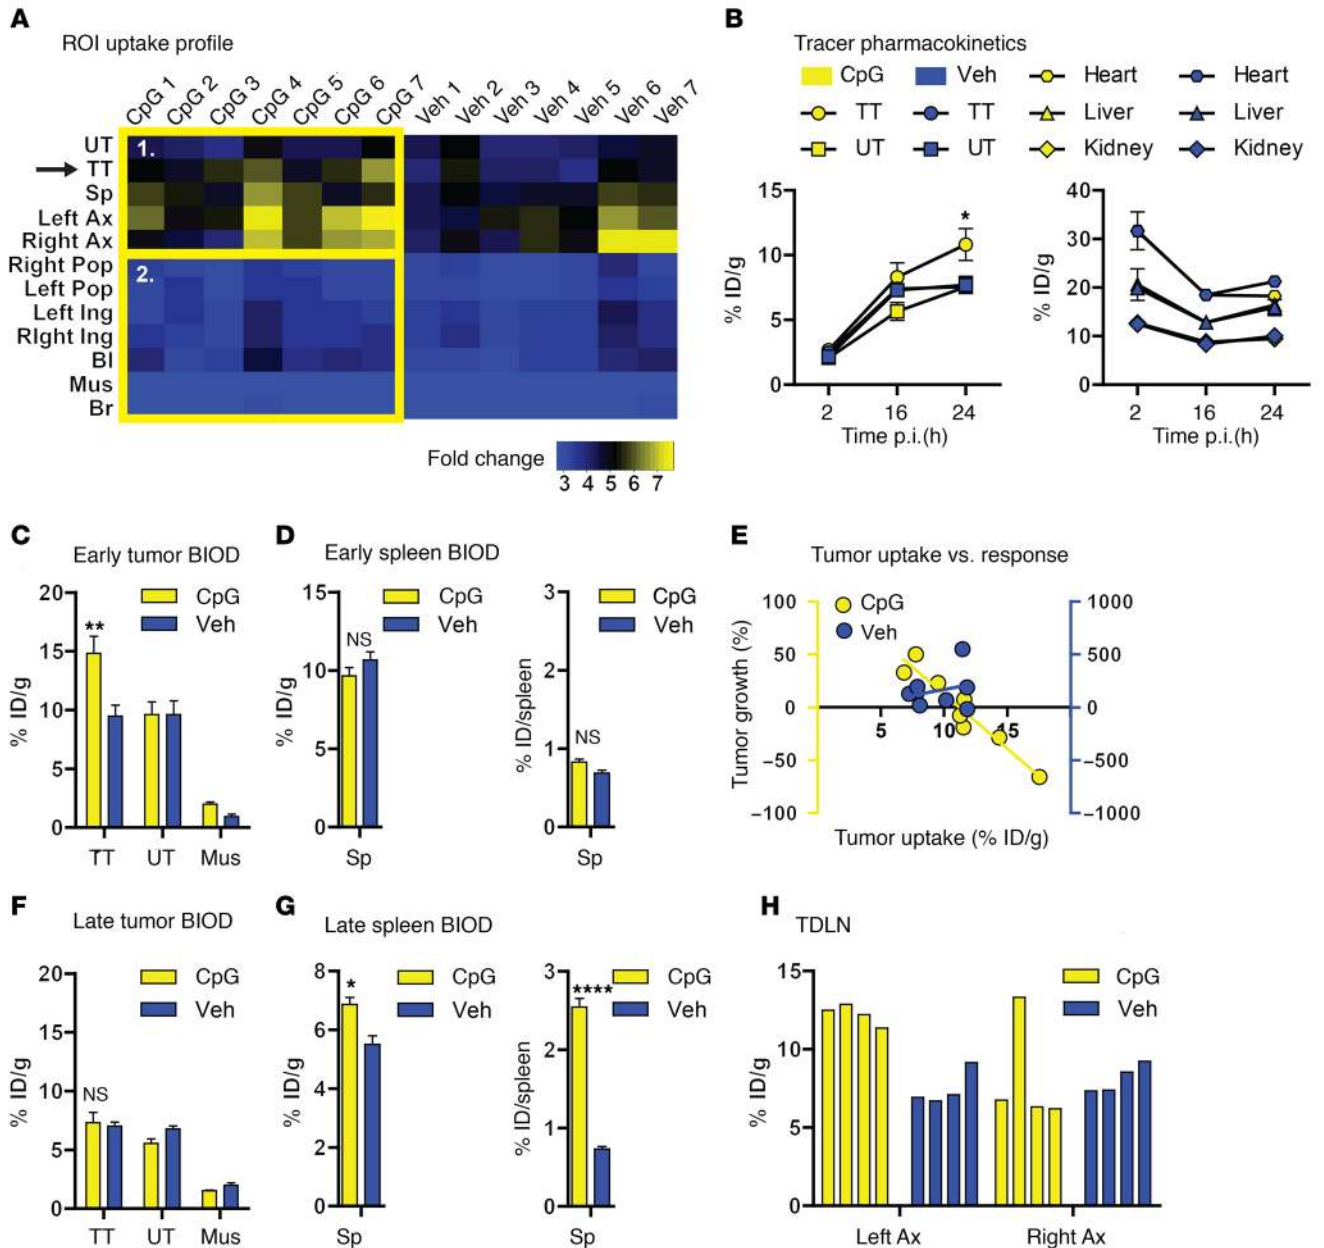 A
ROI uptake profile
CpG 1 CpG 2 CpG 3 CpG 4 CpG 5 CpG 6 CpG 7 Veh 1 Veh 2 Veh 3 Veh 4 Veh 5 Veh 6 Veh 7
1.
2.
UT
TT
Sp
Left Ax
Right Ax
Right Pop
Left Pop
Left Ing
RIght Ing
Bl
Mus
Br
Fold change
3 4 5 6 7
B
Tracer pharmacokinetics
CpG Veh Heart Heart
TT TT Liver Liver
UT UT Kidney Kidney
% ID/g
15
10
5
0
*
2 16 24
Time p.i.(h)
% ID/g
40
30
20
10
0
2 16 24
Time p.i.(h)
C
Early tumor BIOD
CpG
Veh
% ID/g
20
15
10
5
0
**
TT UT Mus
D
Early spleen BIOD
CpG
Veh
% ID/g
15
10
5
0
NS
Sp
CpG
Veh
% ID/spleen
3
2
1
0
NS
Sp
E
Tumor uptake vs. response
CpG
Veh
Tumor growth (%)
100
50
0
−50
−100
5 10 15
1000
500
0
−500
−1000
Tumor uptake (% ID/g)
F
Late tumor BIOD
CpG
Veh
% ID/g
20
15
10
5
0
NS
TT UT Mus
G
Late spleen BIOD
CpG
Veh
% ID/g
8
6
4
2
0
*
Sp
CpG
Veh
% ID/spleen
3
2
1
0
****
Sp
H
TDLN
CpG
Veh
% ID/g
15
10
5
0
Left Ax Right Ax